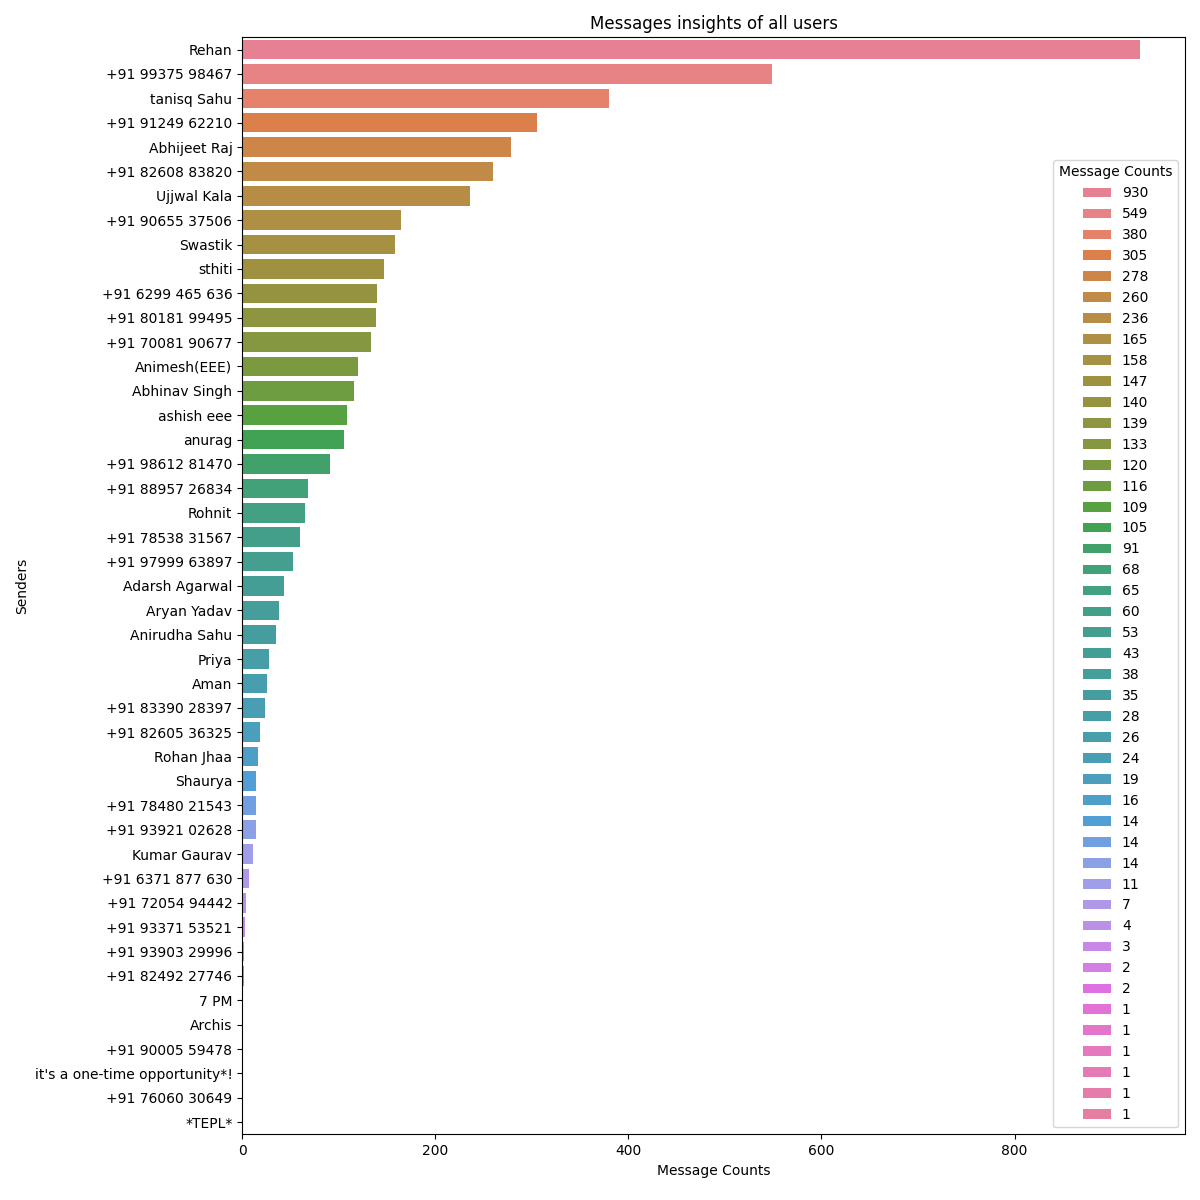 Messages insights of all users
Senders
Rehan
+91 99375 98467
tanisq Sahu
+91 91249 62210
Abhijeet Raj
+91 82608 83820
Ujjwal Kala
+91 90655 37506
Swastik
sthiti
+91 6299 465 636
+91 80181 99495
+91 70081 90677
Animesh(EEE)
Abhinav Singh
ashish eee
anurag
+91 98612 81470
+91 88957 26834
Rohnit
+91 78538 31567
+91 97999 63897
Adarsh Agarwal
Aryan Yadav
Anirudha Sahu
Priya
Aman
+91 83390 28397
+91 82605 36325
Rohan Jhaa
Shaurya
+91 78480 21543
+91 93921 02628
Kumar Gaurav
+91 6371 877 630
+91 72054 94442
+91 93371 53521
+91 93903 29996
+91 82492 27746
7 PM
Archis
+91 90005 59478
it's a one-time opportunity*!
+91 76060 30649
*TEPL*
Message Counts
930
549
380
305
278
260
236
165
158
147
140
139
133
120
116
109
105
91
68
65
60
53
43
38
35
28
26
24
19
16
14
14
14
11
7
4
3
2
2
1
1
1
1
1
1
0 200 400 600 800
Message Counts